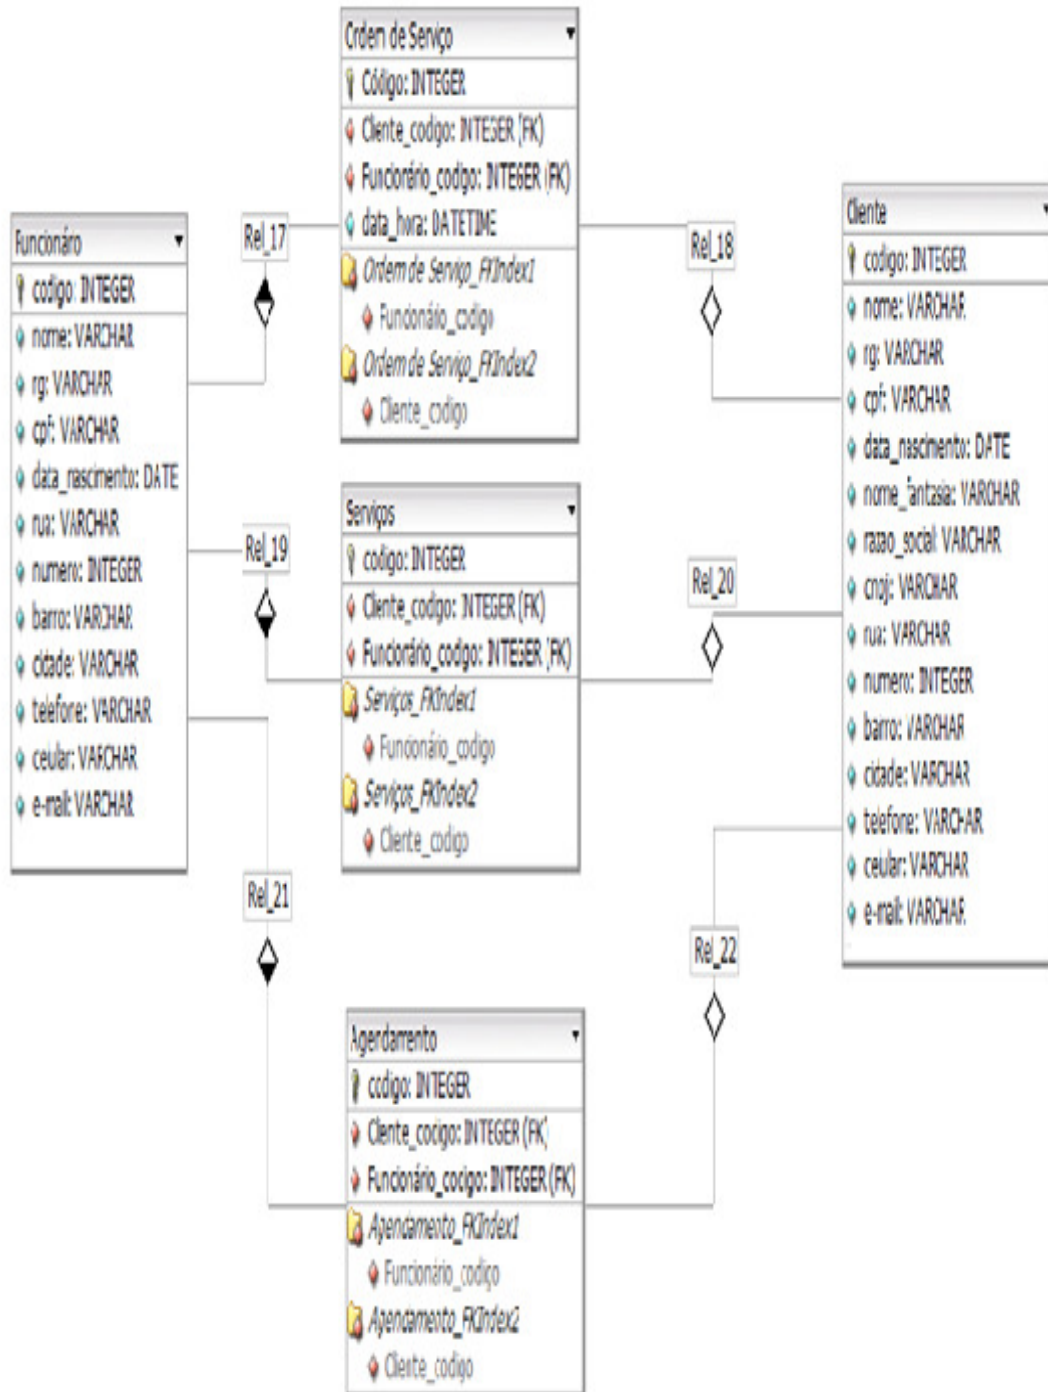 Ordem de Serviço
Código: INTEGER
Cliente_codigo: INTEGER (FK)
Funcionário_codigo: INTEGER (FK)
data_hora: DATETIME
Ordem de Serviço_FKIndex1
Funcionário_codigo
Ordem de Serviço_FKIndex2
Cliente_codigo
Rel_17
Rel_18
Funcionáro
codigo: INTEGER
nome: VARCHAR
rg: VARCHAR
cpf: VARCHAR
data_nascimento: DATE
rua: VARCHAR
numero: INTEGER
barro: VARCHAR
cidade: VARCHAR
telefone: VARCHAR
celular: VARCHAR
e-mail: VARCHAR
Cliente
codigo: INTEGER
nome: VARCHAR
rg: VARCHAR
cpf: VARCHAR
data_nascimento: DATE
nome_fantasia: VARCHAR
razao_social: VARCHAR
cnpj: VARCHAR
rua: VARCHAR
numero: INTEGER
barro: VARCHAR
cidade: VARCHAR
telefone: VARCHAR
celular: VARCHAR
e-mail: VARCHAR
Rel_19
Rel_20
Serviços
codigo: INTEGER
Cliente_codigo: INTEGER (FK)
Funcionário_codigo: INTEGER (FK)
Serviços_FKIndex1
Funcionário_codigo
Serviços_FKIndex2
Cliente_codigo
Rel_21
Rel_22
Agendamento
codigo: INTEGER
Cliente_codigo: INTEGER (FK)
Funcionário_codigo: INTEGER (FK)
Agendamento_FKIndex1
Funcionário_codigo
Agendamento_FKIndex2
Cliente_codigo